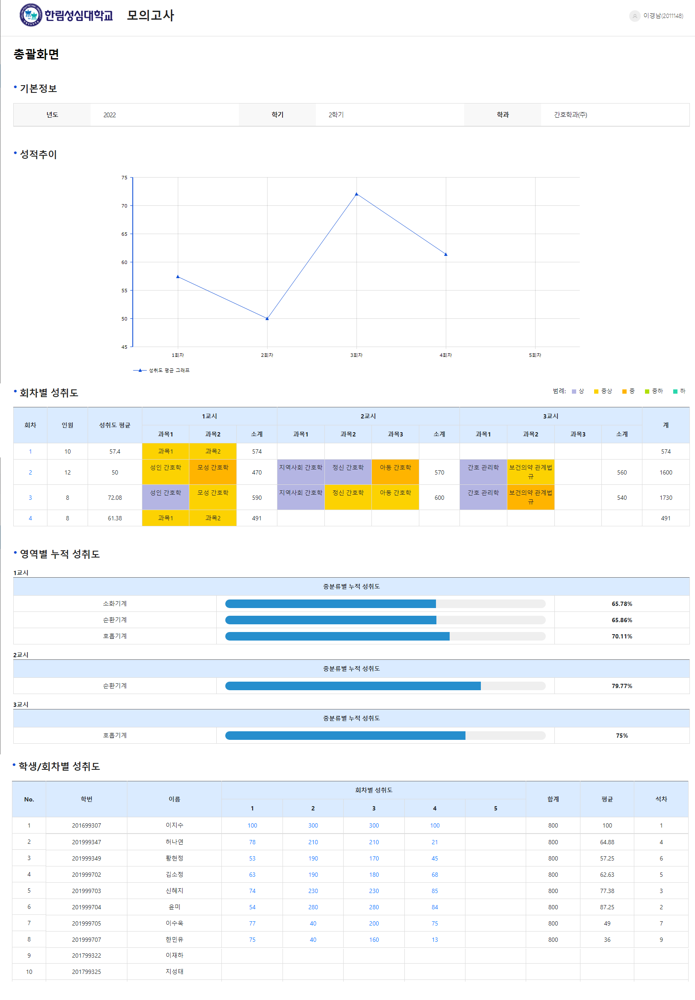 한림성심대학교 모의고사 이경남(2011148)
총괄화면
• 기본정보
년도 2022 학기 2학기 학과 간호학과(주)
• 성적추이
75
70
65
60
55
50
45
1회차 2회차 3회차 4회차 5회차
성취도 평균 그래프
• 회차별 성취도 범례: 상 중상 중 중하 하
회차 인원 성취도 평균 1교시 2교시 3교시 계
과목1 과목2 소계 과목1 과목2 과목3 소계 과목1 과목2 과목3 소계
1 10 57.4 과목1 과목2 574 574
2 12 50 성인 간호학 모성 간호학 470 지역사회 간호학 정신 간호학 아동 간호학 570 간호 관리학 보건의약 관계법규 560 1600
3 8 72.08 성인 간호학 모성 간호학 590 지역사회 간호학 정신 간호학 아동 간호학 600 간호 관리학 보건의약 관계법규 540 1730
4 8 61.38 과목1 과목2 491 491
• 영역별 누적 성취도
1교시
중분류별 누적 성취도
소화기계 65.78%
순환기계 65.86%
호흡기계 70.11%
2교시
중분류별 누적 성취도
순환기계 79.77%
3교시
중분류별 누적 성취도
호흡기계 75%
• 학생/회차별 성취도
No. 학번 이름 회차별 성취도 합계 평균 석차
1 2 3 4 5
1 201699307 이지수 100 300 300 100 800 100 1
2 201999347 허나연 78 210 210 21 800 64.88 4
3 201999349 황현정 53 190 170 45 800 57.25 6
4 201999702 김소정 63 190 180 68 800 62.63 5
5 201999703 신혜지 74 230 230 85 800 77.38 3
6 201999704 윤미 54 280 280 84 800 87.25 2
7 201999705 이수옥 77 40 200 75 800 49 7
8 201999707 한민유 75 40 160 13 800 36 9
9 201799322 이재하
10 201799325 지성태